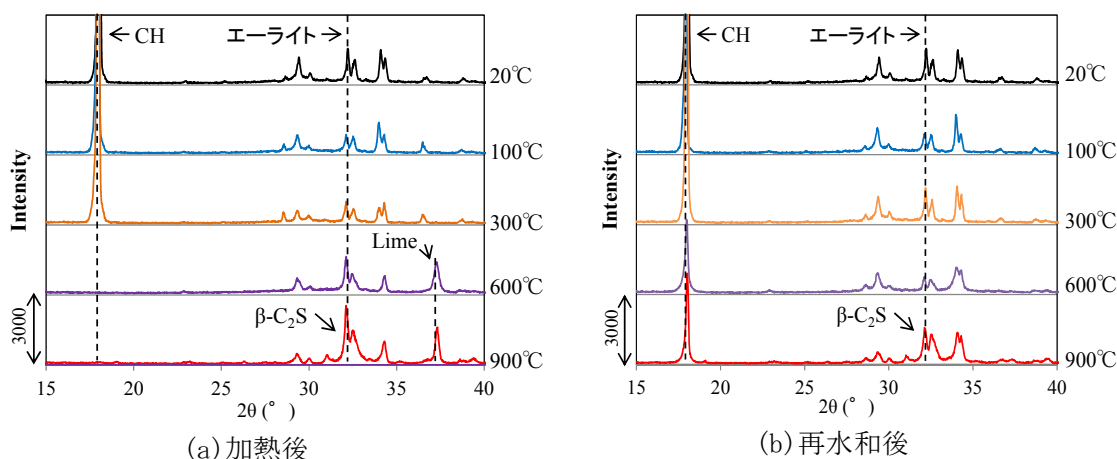 CH
エーライト
20℃
100℃
300℃
Lime
600℃
β-C₂S
900℃
Intensity
3000
15 20 25 30 35 40
2θ (°)
(a)加熱後
CH
エーライト
20℃
100℃
300℃
600℃
β-C₂S
900℃
Intensity
3000
15 20 25 30 35 40
2θ (°)
(b)再水和後